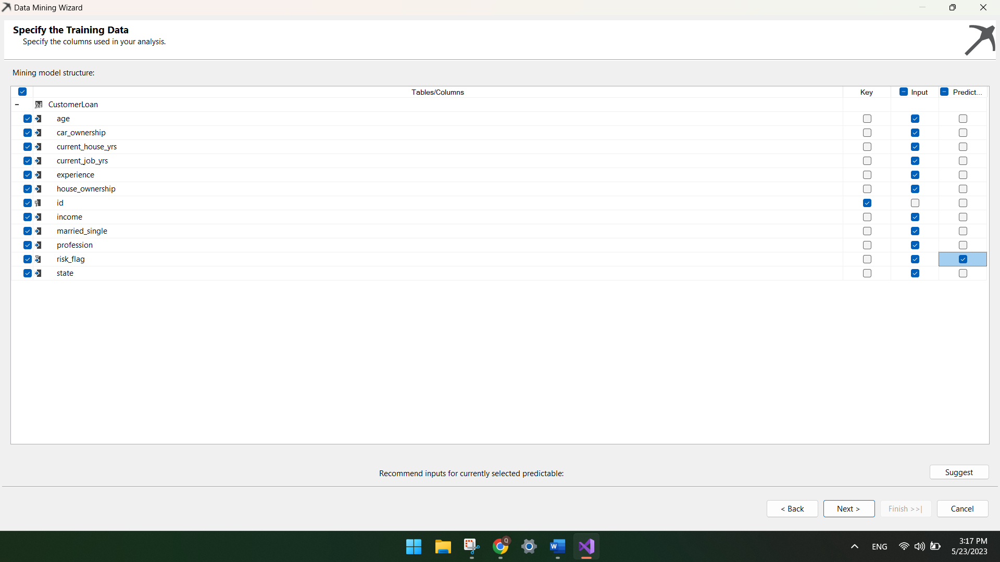 Data Mining Wizard
Specify the Training Data
Specify the columns used in your analysis.
Mining model structure:
Tables/Columns Key Input Predict...
CustomerLoan
age
car_ownership
current_house_yrs
current_job_yrs
experience
house_ownership
id
income
married_single
profession
risk_flag
state
Recommend inputs for currently selected predictable:
Suggest
< Back Next > Finish >>| Cancel
Q
W
ENG
3:17 PM
5/23/2023